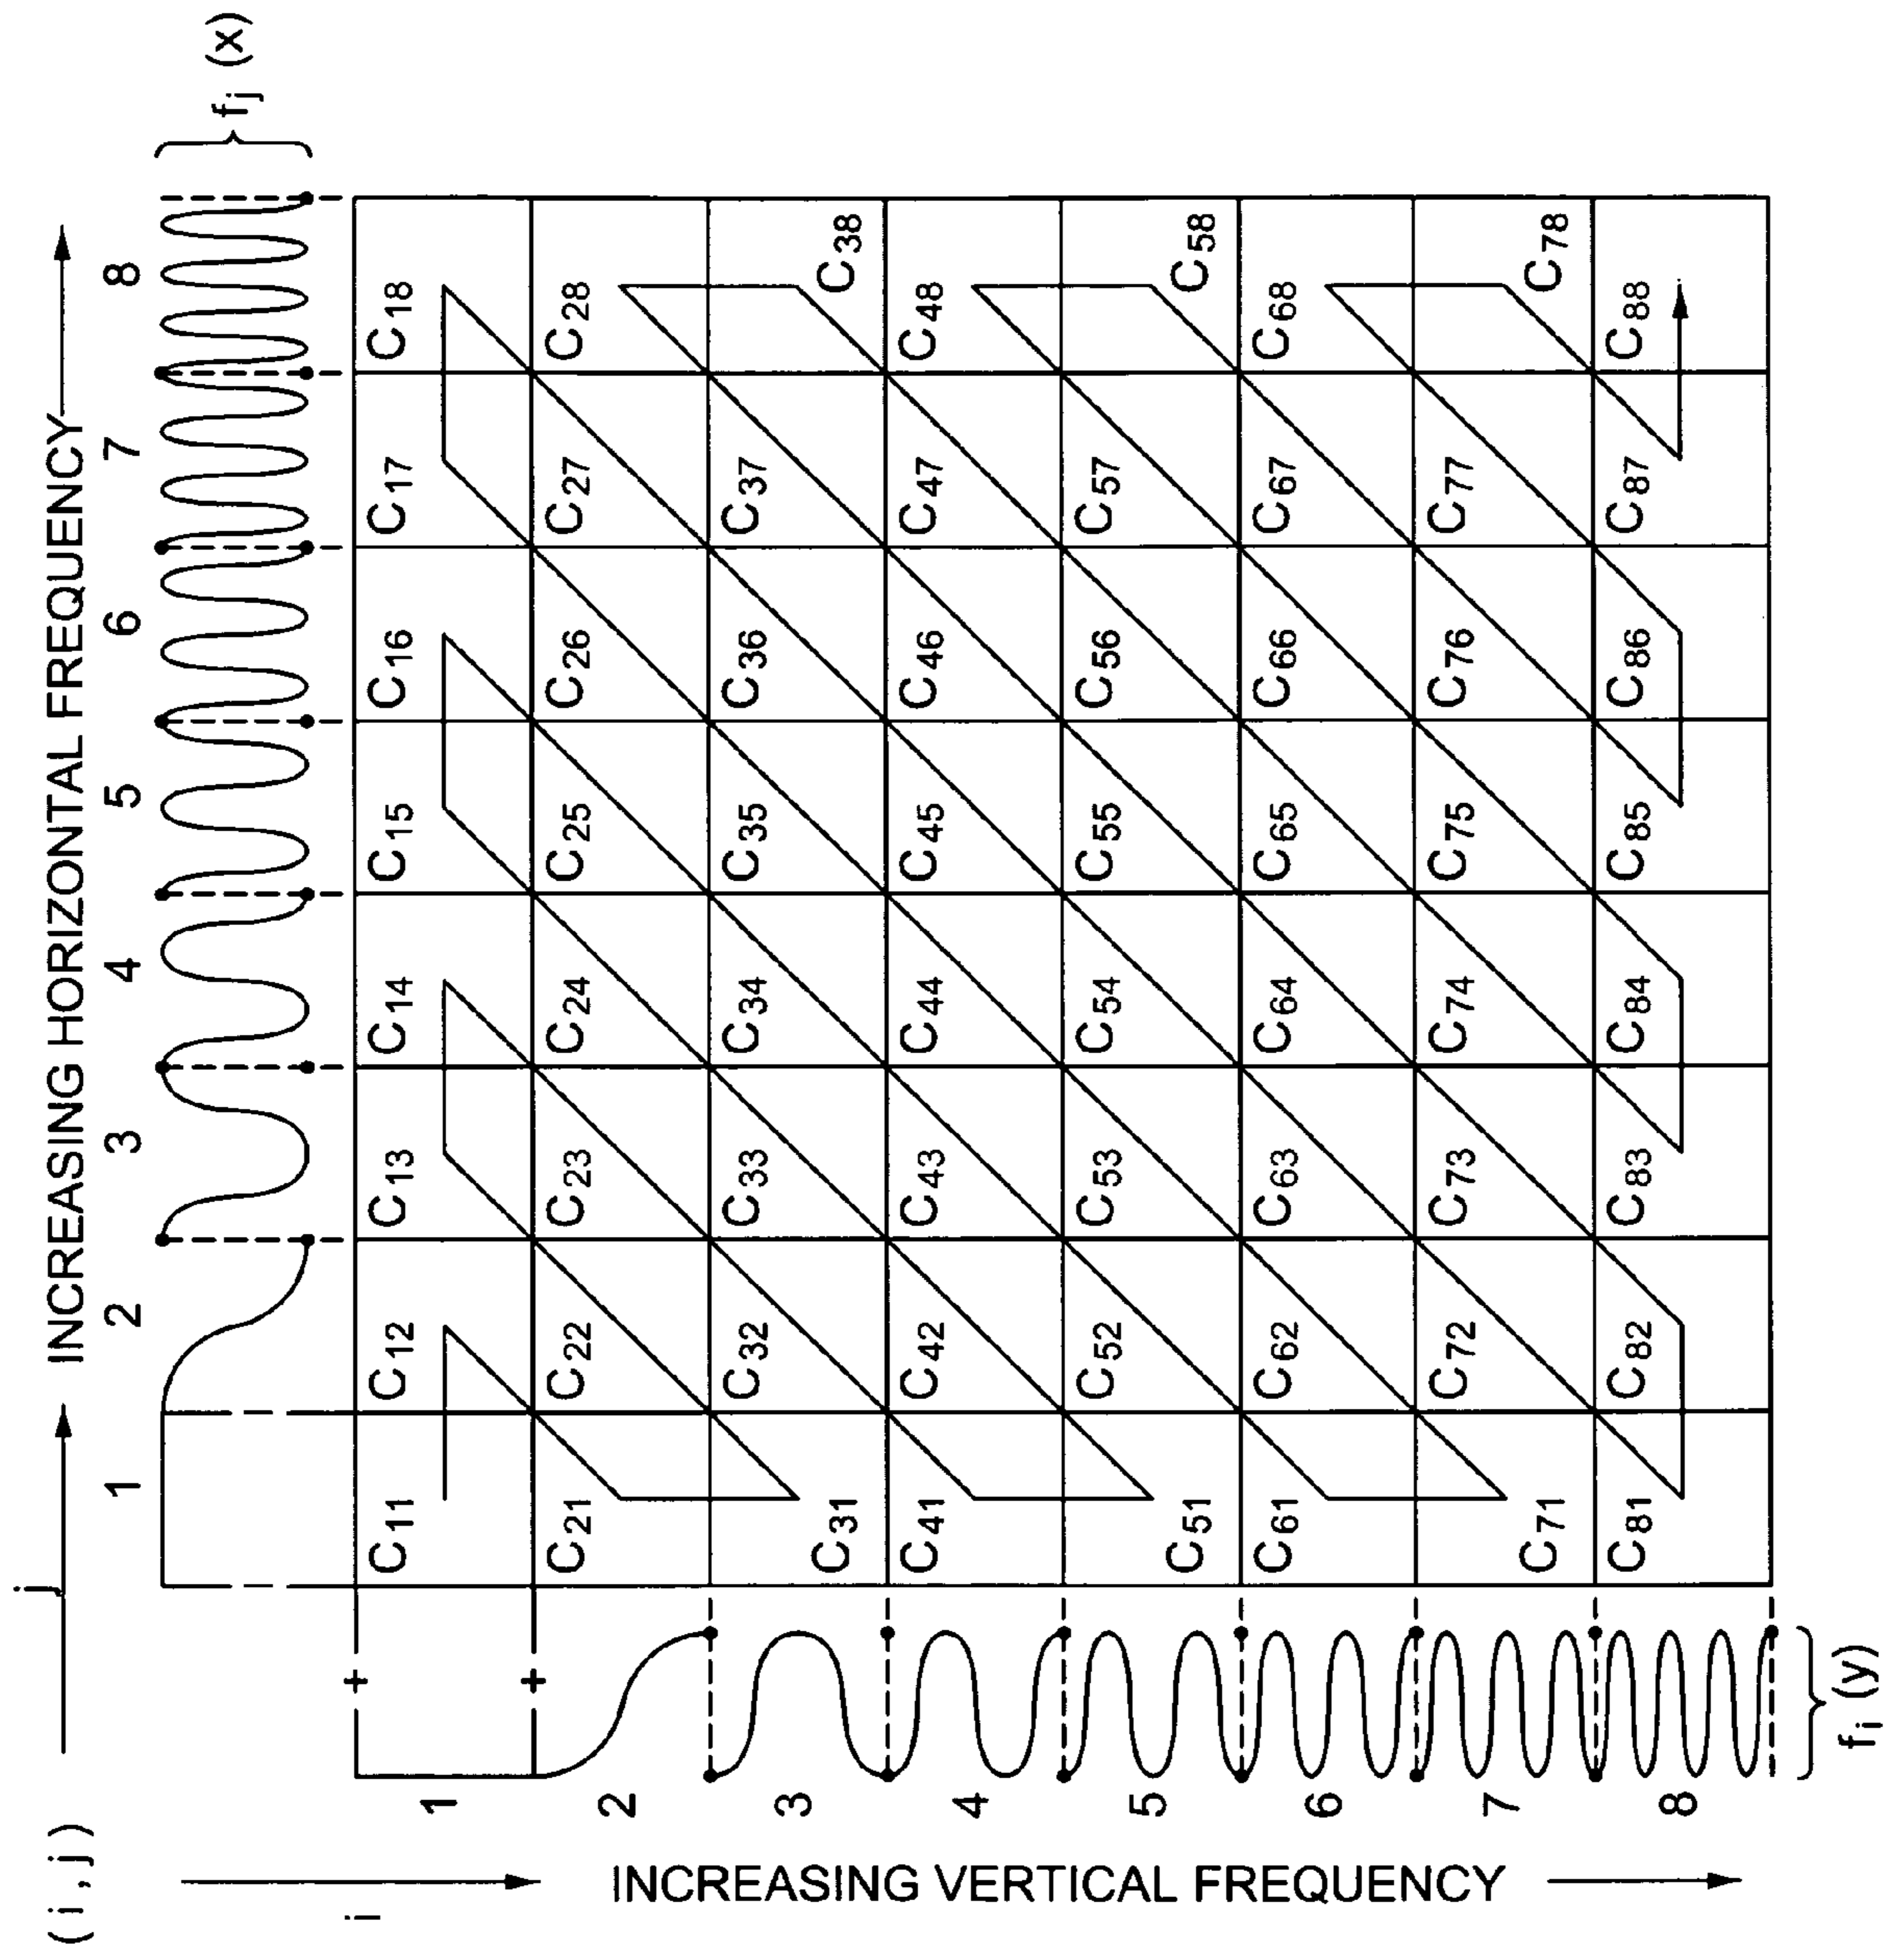 (i,j)
j
INCREASING HORIZONTAL FREQUENCY
1 2 3 4 5 6 7 8
fj (x)
i
INCREASING VERTICAL FREQUENCY
1 C11 C12 C13 C14 C15 C16 C17 C18
2 C21 C22 C23 C24 C25 C26 C27 C28
3 C31 C32 C33 C34 C35 C36 C37 C38
4 C41 C42 C43 C44 C45 C46 C47 C48
5 C51 C52 C53 C54 C55 C56 C57 C58
6 C61 C62 C63 C64 C65 C66 C67 C68
7 C71 C72 C73 C74 C75 C76 C77 C78
8 C81 C82 C83 C84 C85 C86 C87 C88
fi (y)